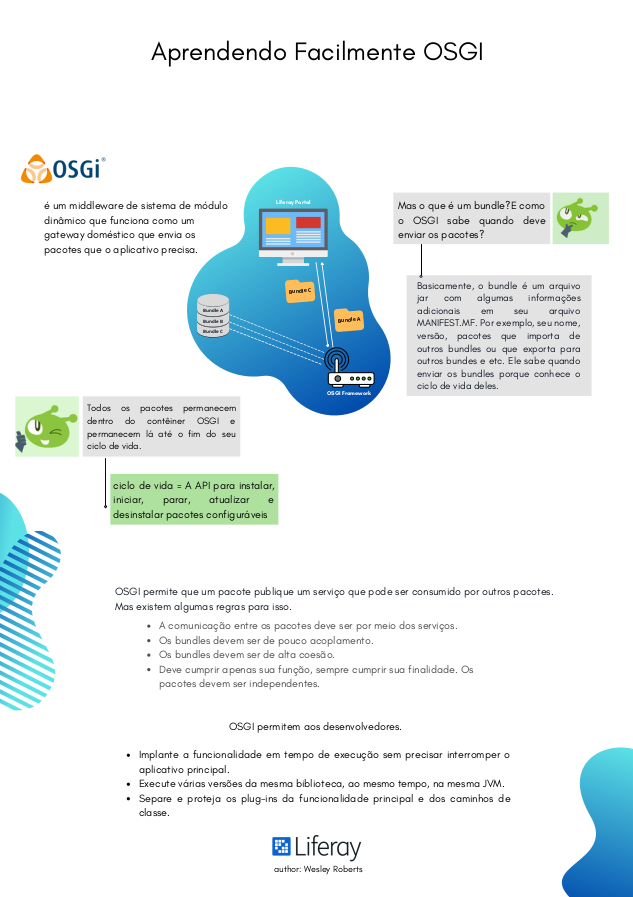 Aprendendo Facilmente OSGI
OSGi®
é um middleware de sistema de módulo
dinâmico que funciona como um
gateway doméstico que envia os
pacotes que o aplicativo precisa.
Liferay Portal
Bundle C
Bundle A
Bundle A
Bundle B
Bundle C
OSGI Framework
Mas o que é um bundle?E como
o OSGI sabe quando deve
enviar os pacotes?
Basicamente, o bundle é um arquivo
jar com algumas informações
adicionais em seu arquivo
MANIFEST.MF. Por exemplo, seu nome,
versão, pacotes que importa de
outros bundles ou que exporta para
outros bundes e etc. Ele sabe quando
enviar os bundles porque conhece o
ciclo de vida deles.
Todos os pacotes permanecem
dentro do contêiner OSGI e
permanecem lá até o fim do seu
ciclo de vida.
ciclo de vida = A API para instalar,
iniciar, parar, atualizar e
desinstalar pacotes configuráveis
OSGI permite que um pacote publique um serviço que pode ser consumido por outros pacotes.
Mas existem algumas regras para isso.
• A comunicação entre os pacotes deve ser por meio dos serviços.
• Os bundles devem ser de pouco acoplamento.
• Os bundles devem ser de alta coesão.
• Deve cumprir apenas sua função, sempre cumprir sua finalidade. Os
pacotes devem ser independentes.
OSGI permitem aos desenvolvedores.
• Implante a funcionalidade em tempo de execução sem precisar interromper o
aplicativo principal.
• Execute várias versões da mesma biblioteca, ao mesmo tempo, na mesma JVM.
• Separe e proteja os plug-ins da funcionalidade principal e dos caminhos de
classe.
Liferay
author: Wesley Roberts